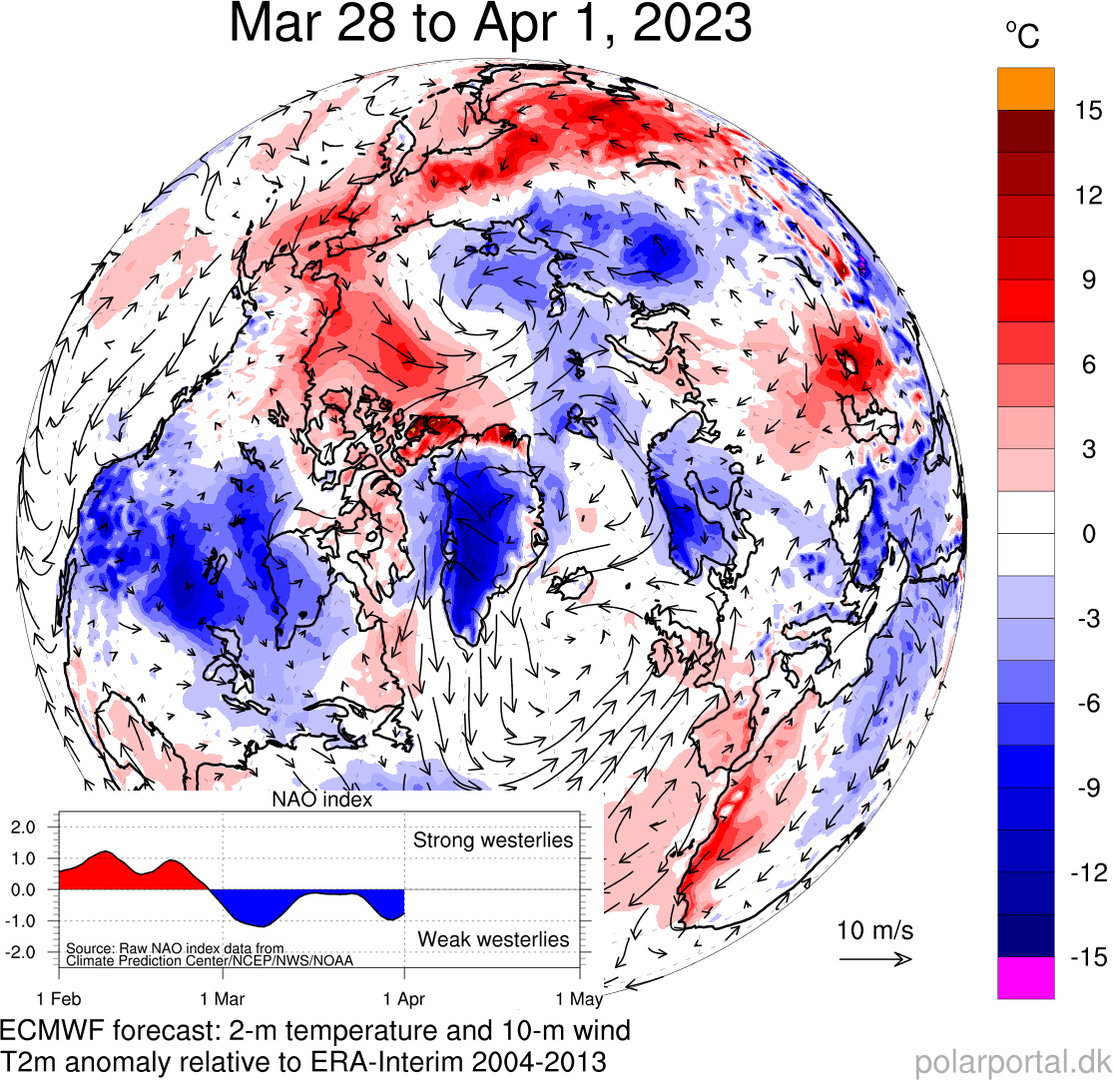 Mar 28 to Apr 1, 2023
°C
15
12
9
6
3
0
-3
-6
-9
-12
-15
10 m/s
NAO index
2.0
1.0
0.0
-1.0
-2.0
Strong westerlies
Weak westerlies
Source: Raw NAO index data from
Climate Prediction Center/NCEP/NWS/NOAA
1 Feb 1 Mar 1 Apr 1 May
ECMWF forecast: 2-m temperature and 10-m wind
T2m anomaly relative to ERA-Interim 2004-2013
polarportal.dk